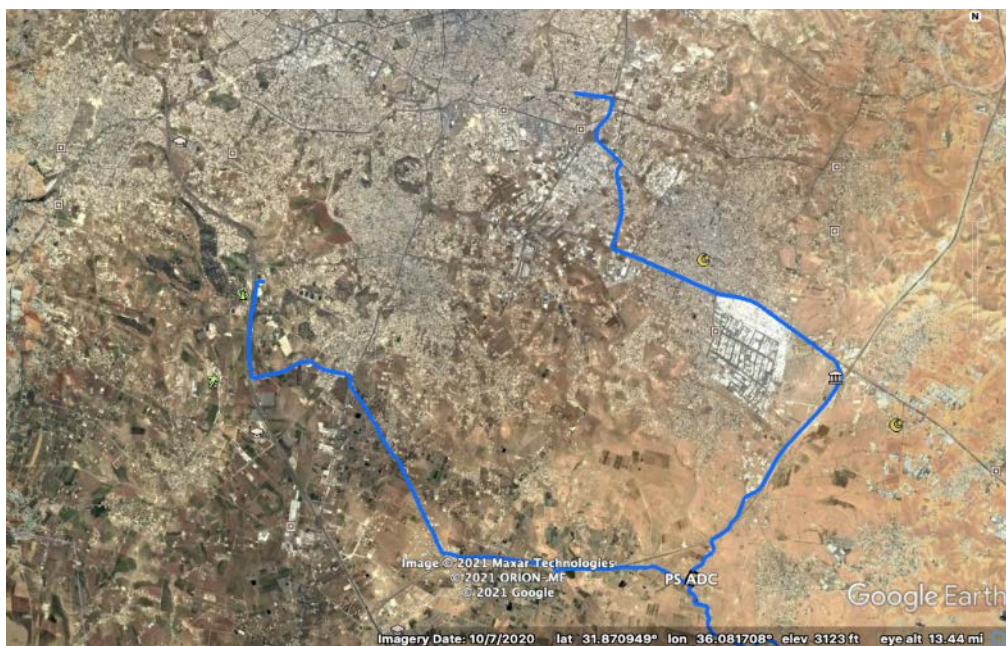 N
Image © 2021 Maxar Technologies
© 2021 ORION-ME
© 2021 Google
PS ADC
Google Earth
Imagery Date: 10/7/2020 lat 31.870949° lon 36.081708° elev 3123 ft eye alt 13.44 mi